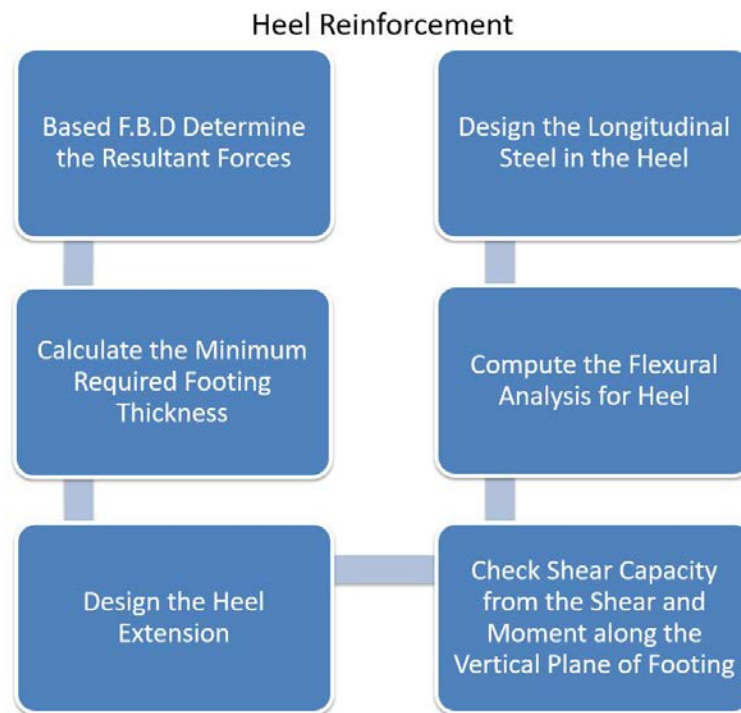 Heel Reinforcement
Based F.B.D Determine
the Resultant Forces
Calculate the Minimum
Required Footing
Thickness
Design the Heel
Extension
Check Shear Capacity
from the Shear and
Moment along the
Vertical Plane of Footing
Compute the Flexural
Analysis for Heel
Design the Longitudinal
Steel in the Heel